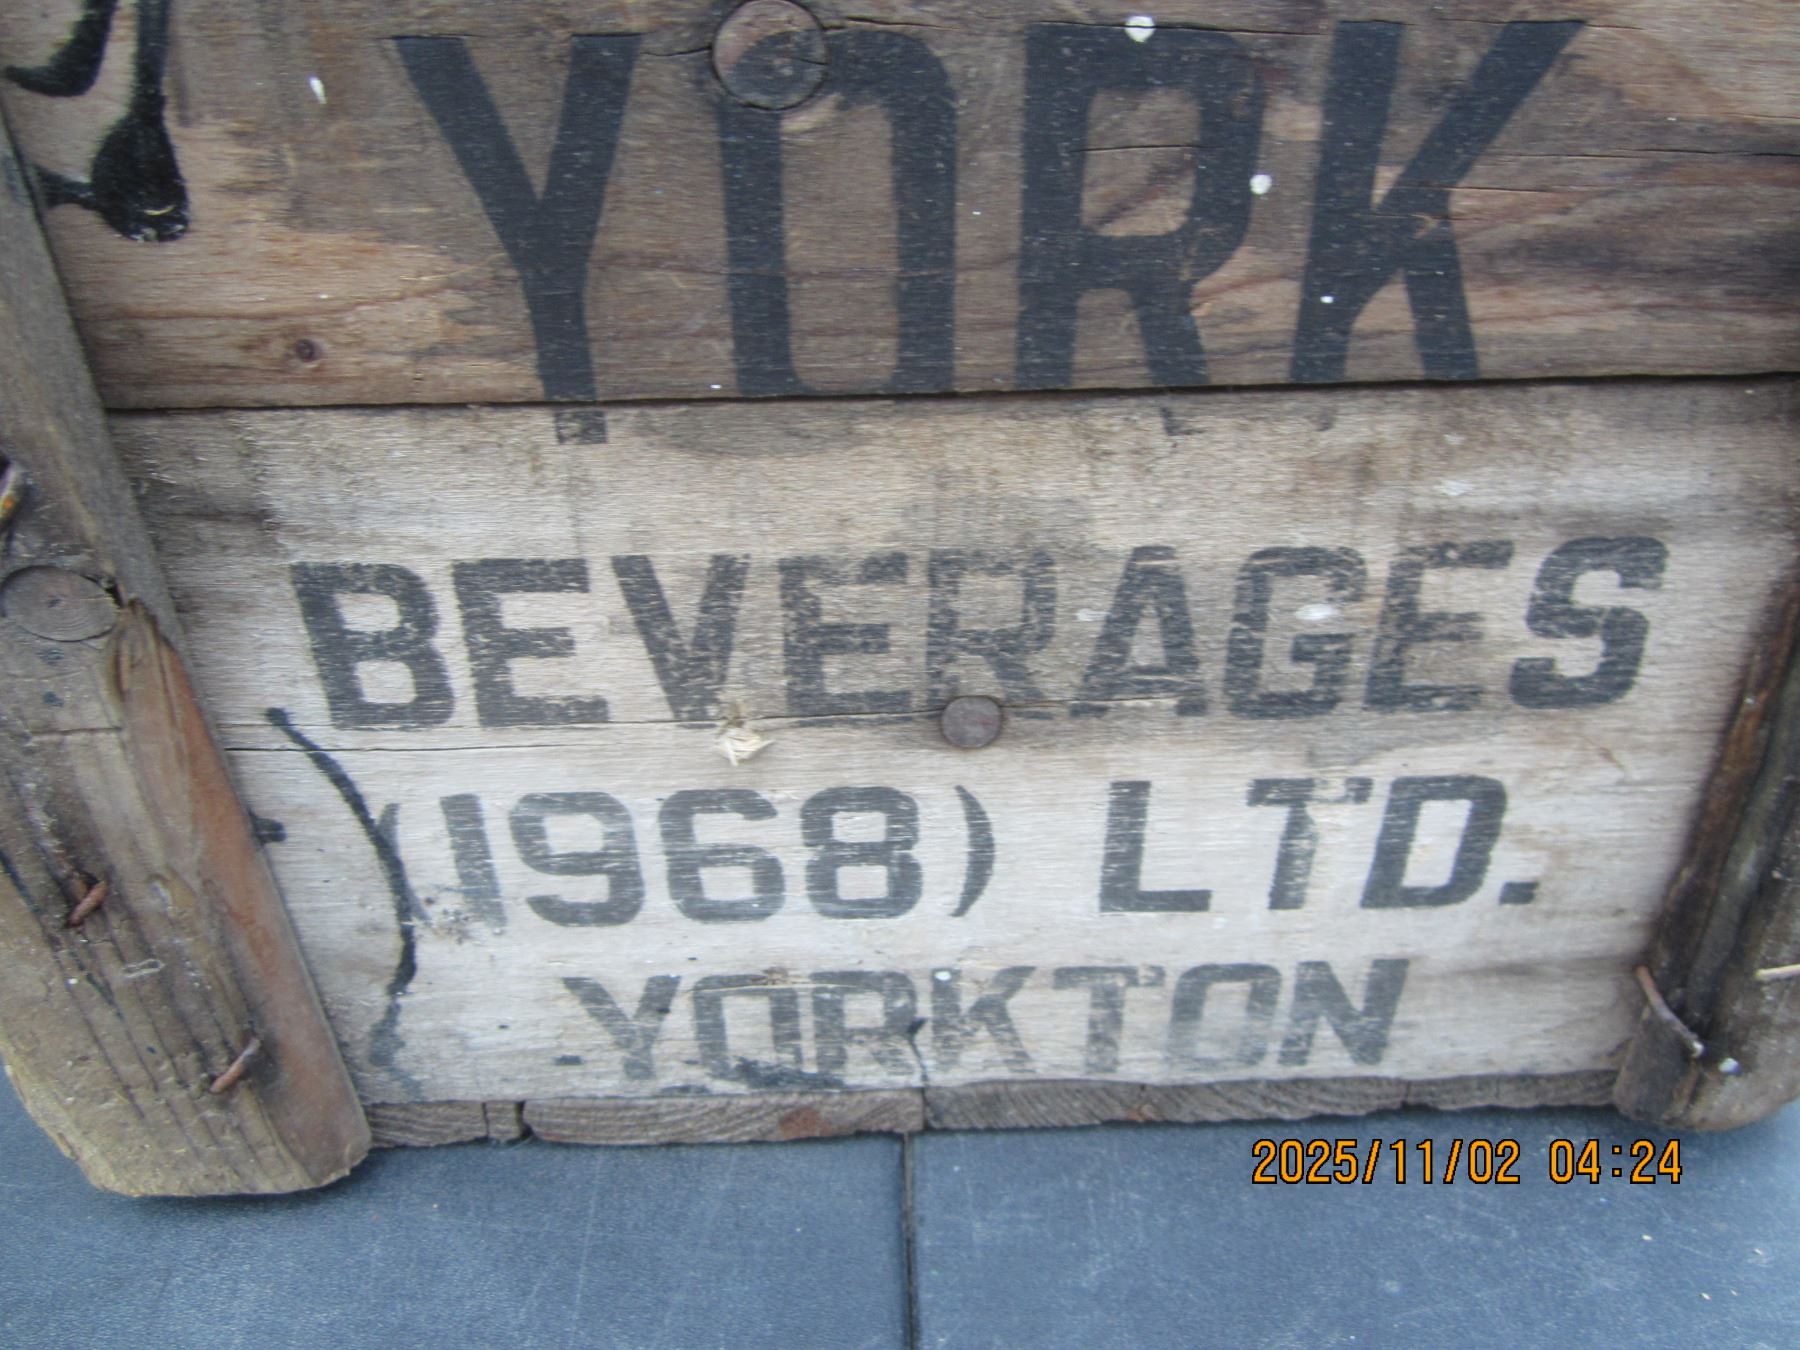 YORK
BEVERAGES
(1968) LTD.
YORKTON
2025/11/02 04:24